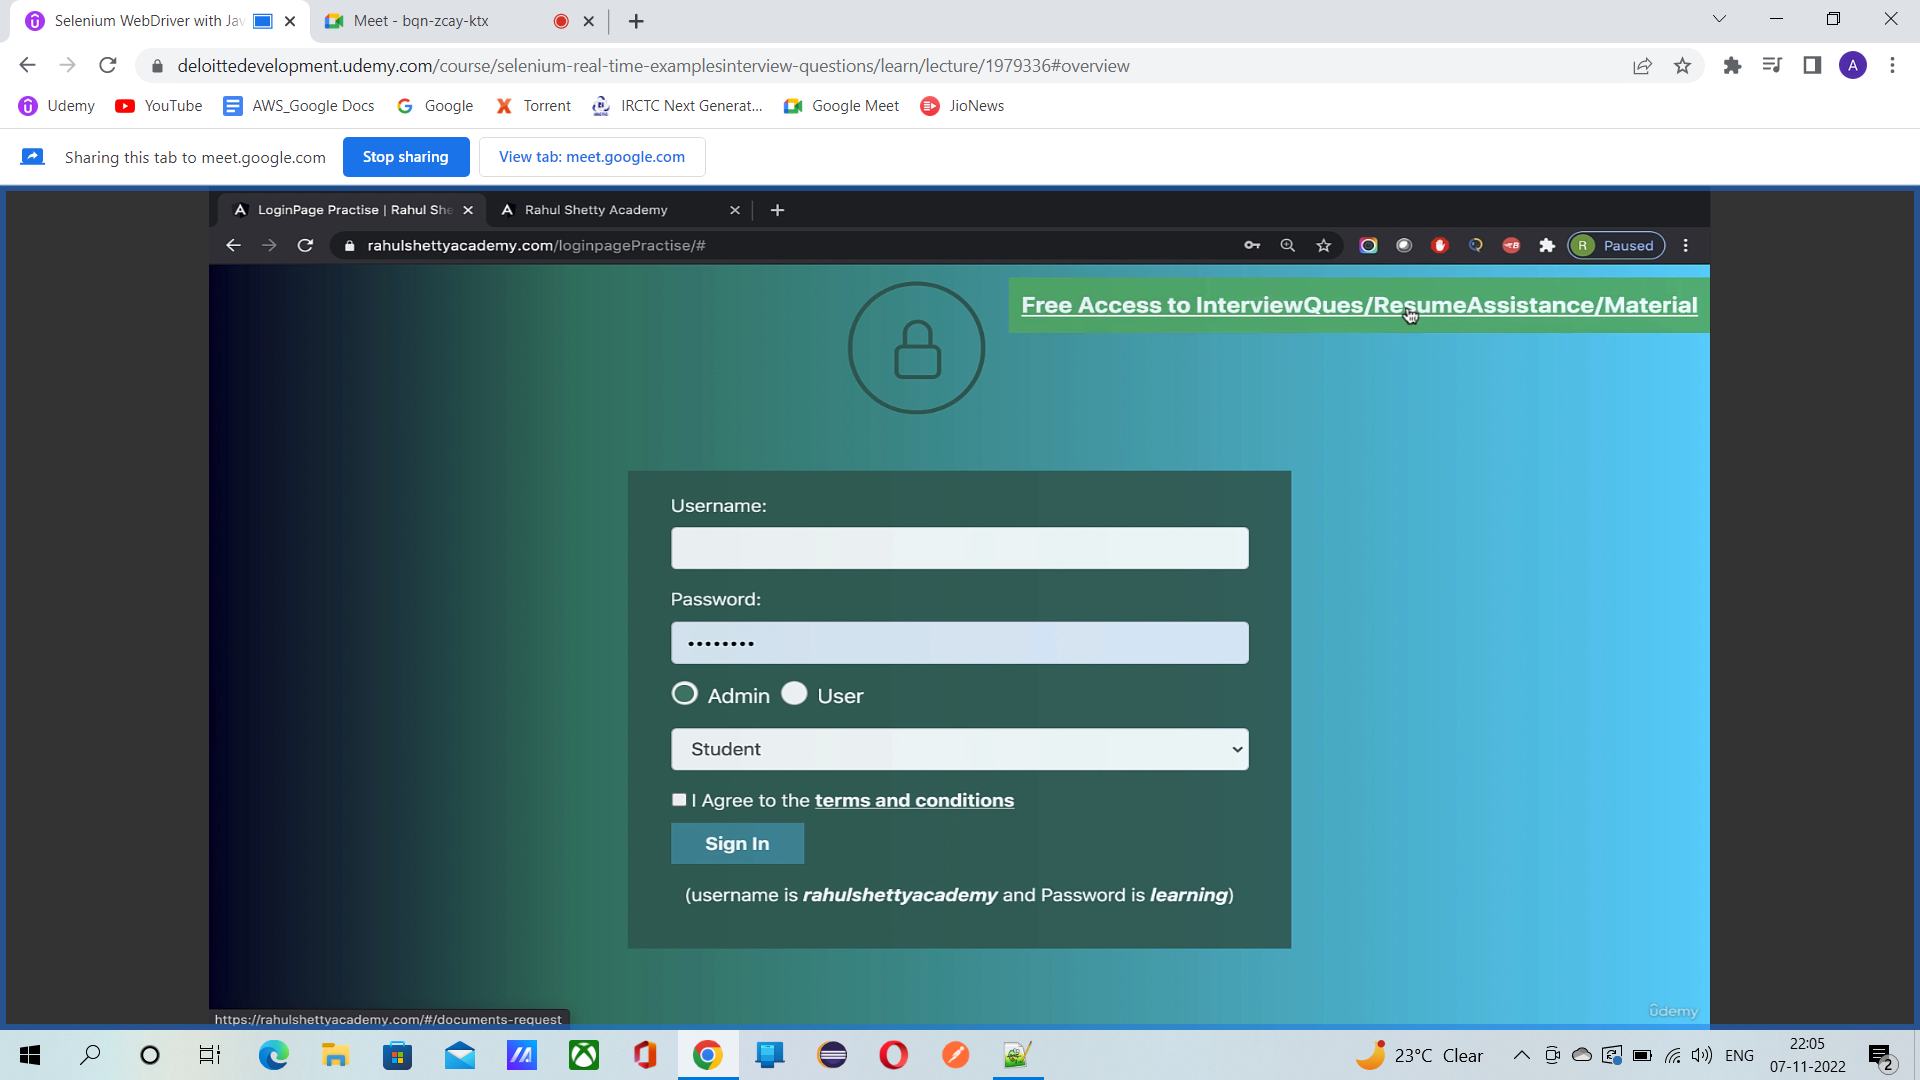 Selenium WebDriver with Jav
Meet - bqn-zcay-ktx
deloittedevelopment.udemy.com/course/selenium-real-time-examplesinterview-questions/learn/lecture/1979336#overview
A
Udemy
YouTube
AWS_Google Docs
Google
Torrent
IRCTC Next Generat...
Google Meet
JioNews
Sharing this tab to meet.google.com
Stop sharing
View tab: meet.google.com
LoginPage Practise | Rahul She
Rahul Shetty Academy
rahulshettyacademy.com/loginpagePractise/#
R Paused
Free Access to InterviewQues/ResumeAssistance/Material
Username:
Password:
Admin
User
Student
I Agree to the terms and conditions
Sign In
(username is rahulshettyacademy and Password is learning)
udemy
https://rahulshettyacademy.com/#/documents-request
23°C Clear
ENG
22:05
07-11-2022
2